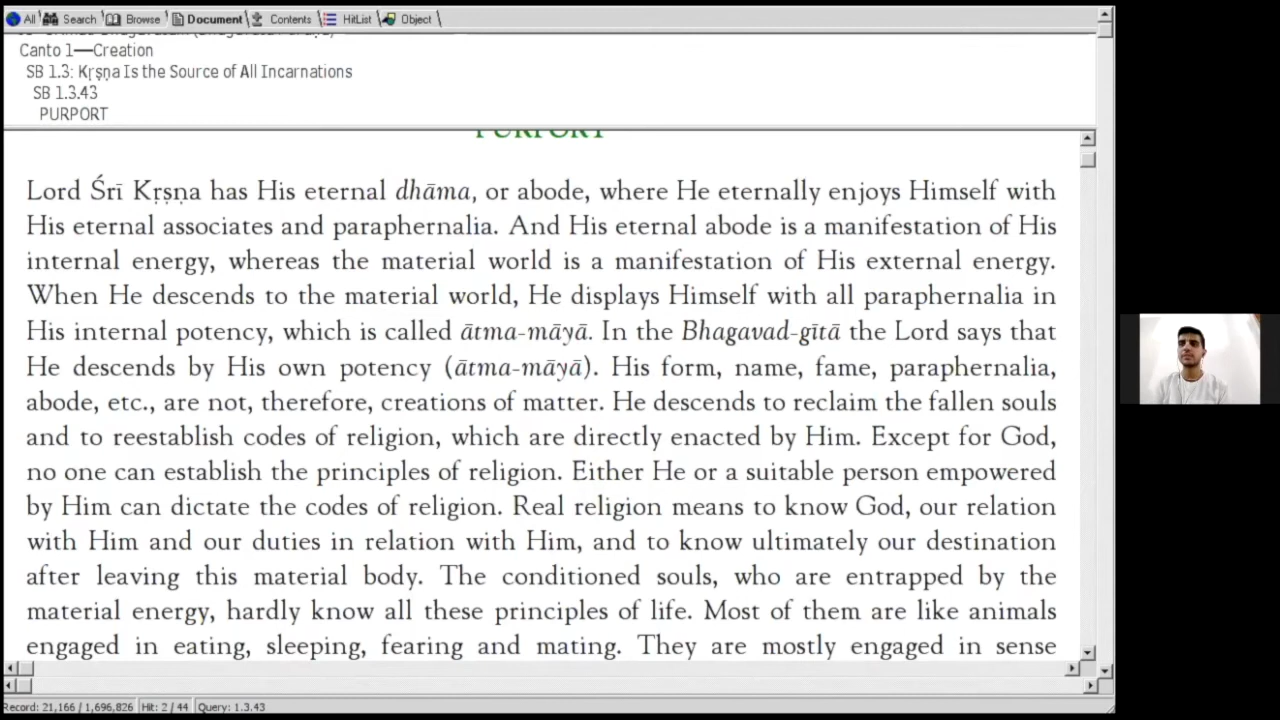 All Search Browse Document Contents HitList Object
Canto 1—Creation
SB 1.3: Kṛṣṇa Is the Source of All Incarnations
SB 1.3.43
PURPORT
PURPORT
Lord Śrī Kṛṣṇa has His eternal dhāma, or abode, where He eternally enjoys Himself with
His eternal associates and paraphernalia. And His eternal abode is a manifestation of His
internal energy, whereas the material world is a manifestation of His external energy.
When He descends to the material world, He displays Himself with all paraphernalia in
His internal potency, which is called ātma-māyā. In the Bhagavad-gītā the Lord says that
He descends by His own potency (ātma-māyā). His form, name, fame, paraphernalia,
abode, etc., are not, therefore, creations of matter. He descends to reclaim the fallen souls
and to reestablish codes of religion, which are directly enacted by Him. Except for God,
no one can establish the principles of religion. Either He or a suitable person empowered
by Him can dictate the codes of religion. Real religion means to know God, our relation
with Him and our duties in relation with Him, and to know ultimately our destination
after leaving this material body. The conditioned souls, who are entrapped by the
material energy, hardly know all these principles of life. Most of them are like animals
engaged in eating, sleeping, fearing and mating. They are mostly engaged in sense
Record: 21,166 / 1,696,826 Hit: 2 / 44 Query: 1.3.43